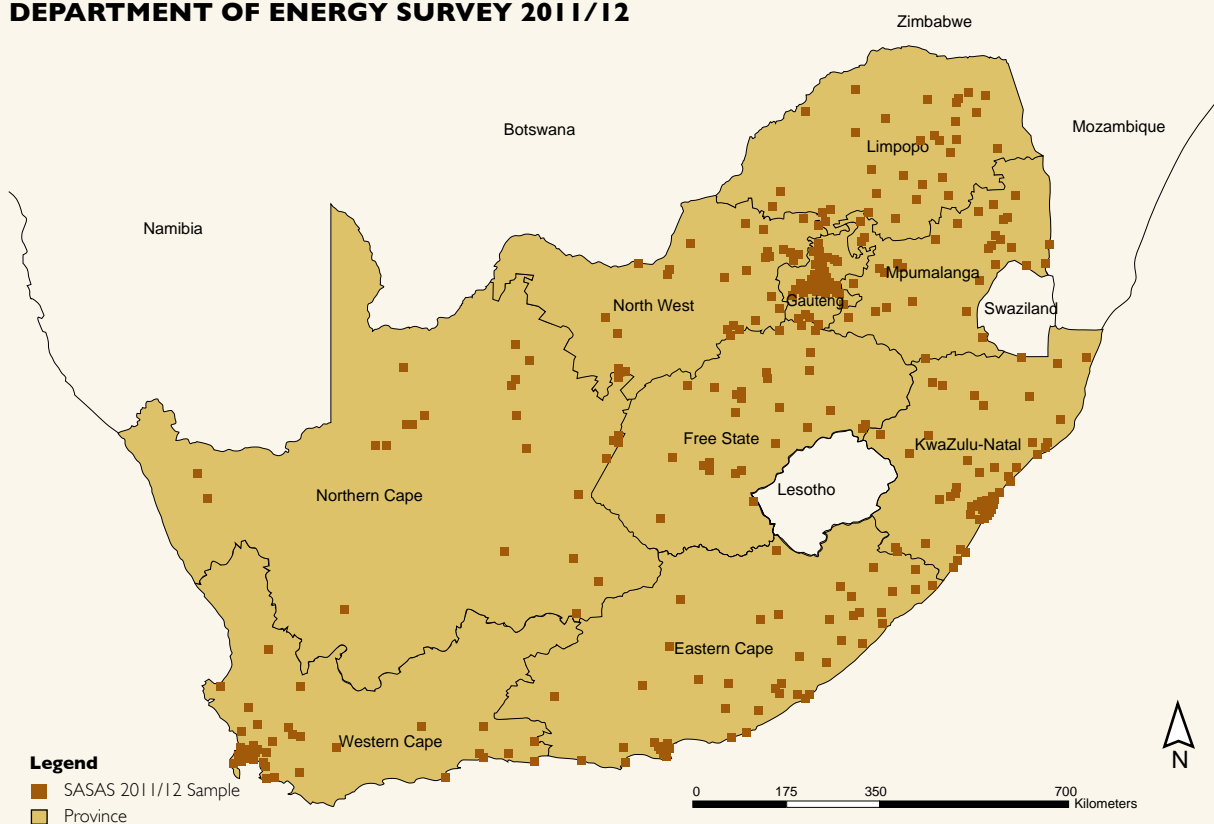 DEPARTMENT OF ENERGY SURVEY 2011/12
Zimbabwe
Botswana
Mozambique
Limpopo
Namibia
Mpumalanga
North West
Gauteng
Swaziland
Free State
KwaZulu-Natal
Lesotho
Northern Cape
Eastern Cape
Western Cape
N
Legend
SASAS 2011/12 Sample
Province
0 175 350 700
Kilometers